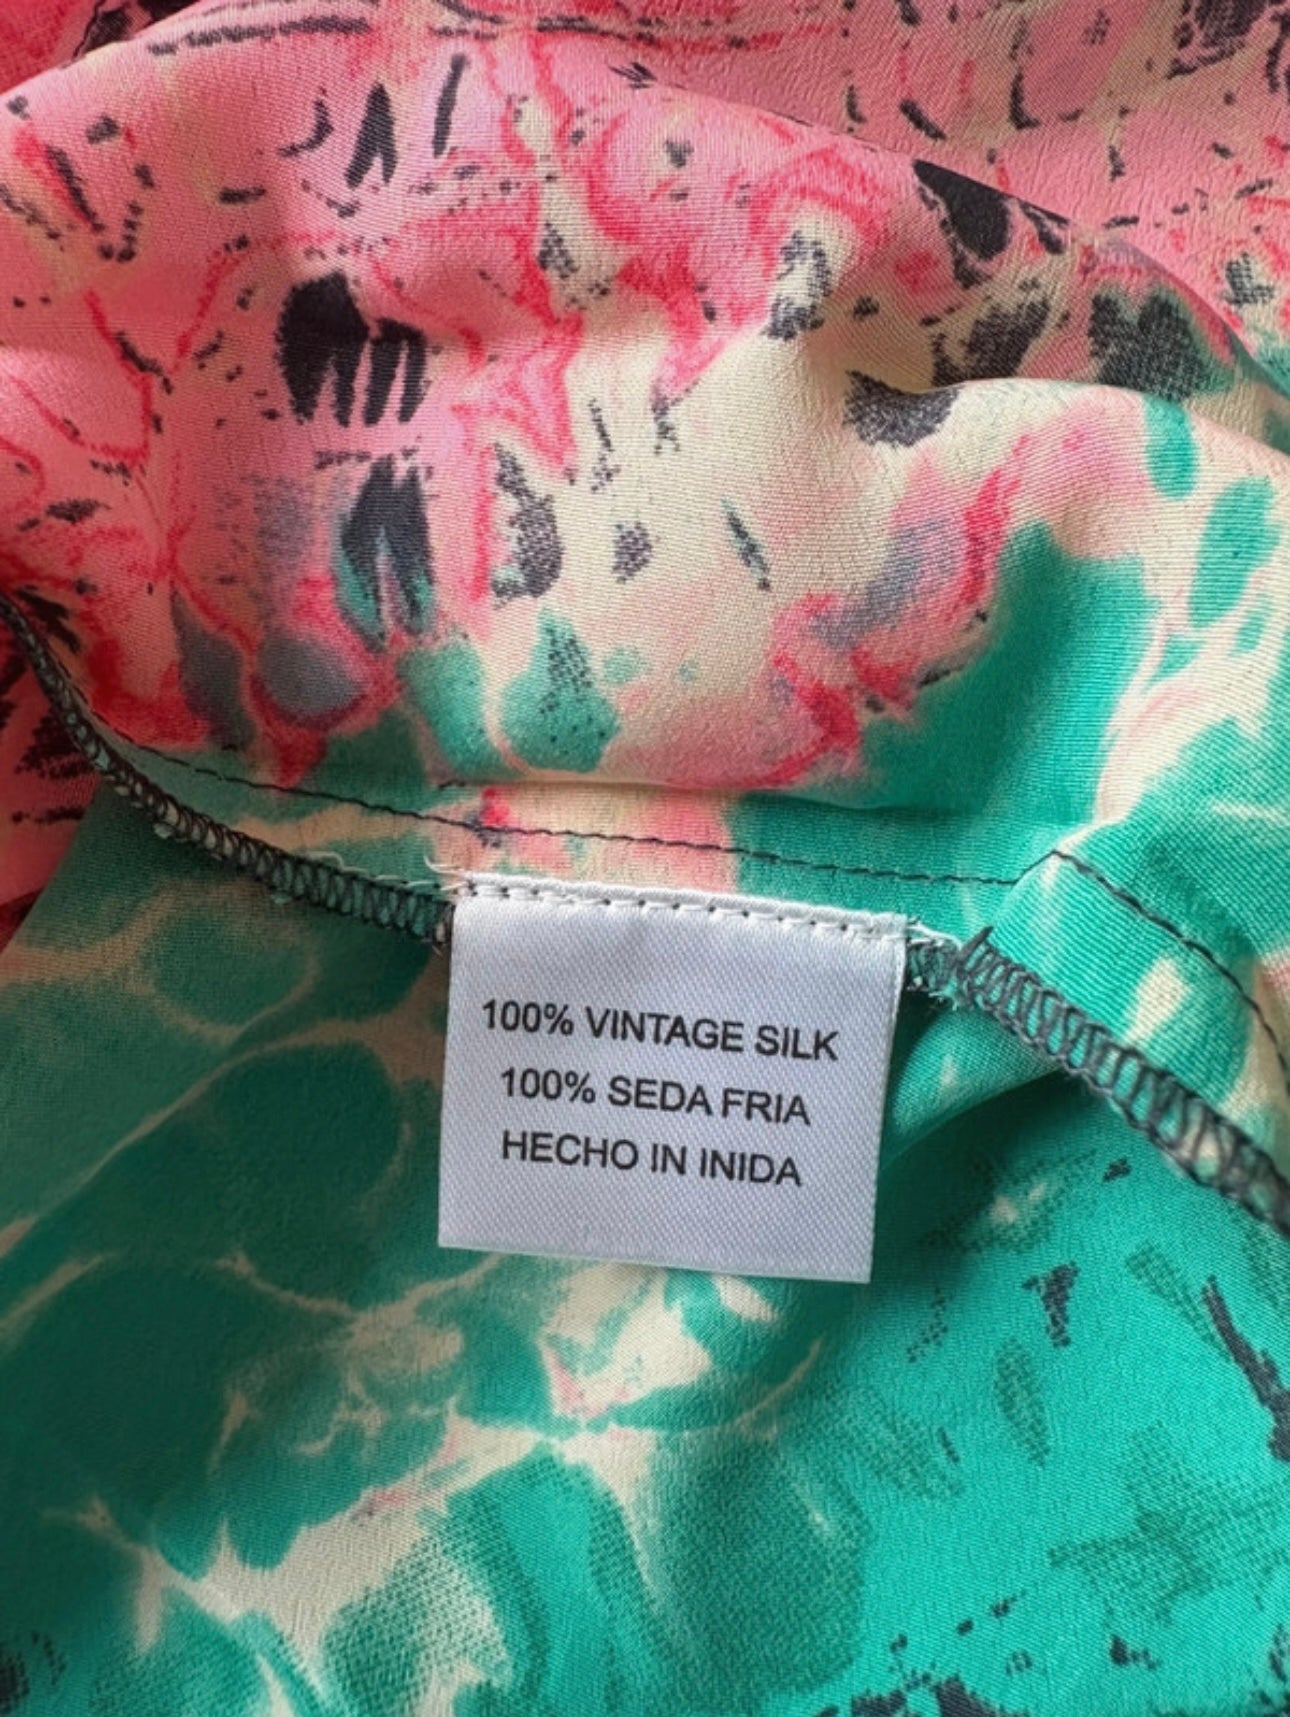 100% VINTAGE SILK
100% SEDA FRIA
HECHO IN INIDA